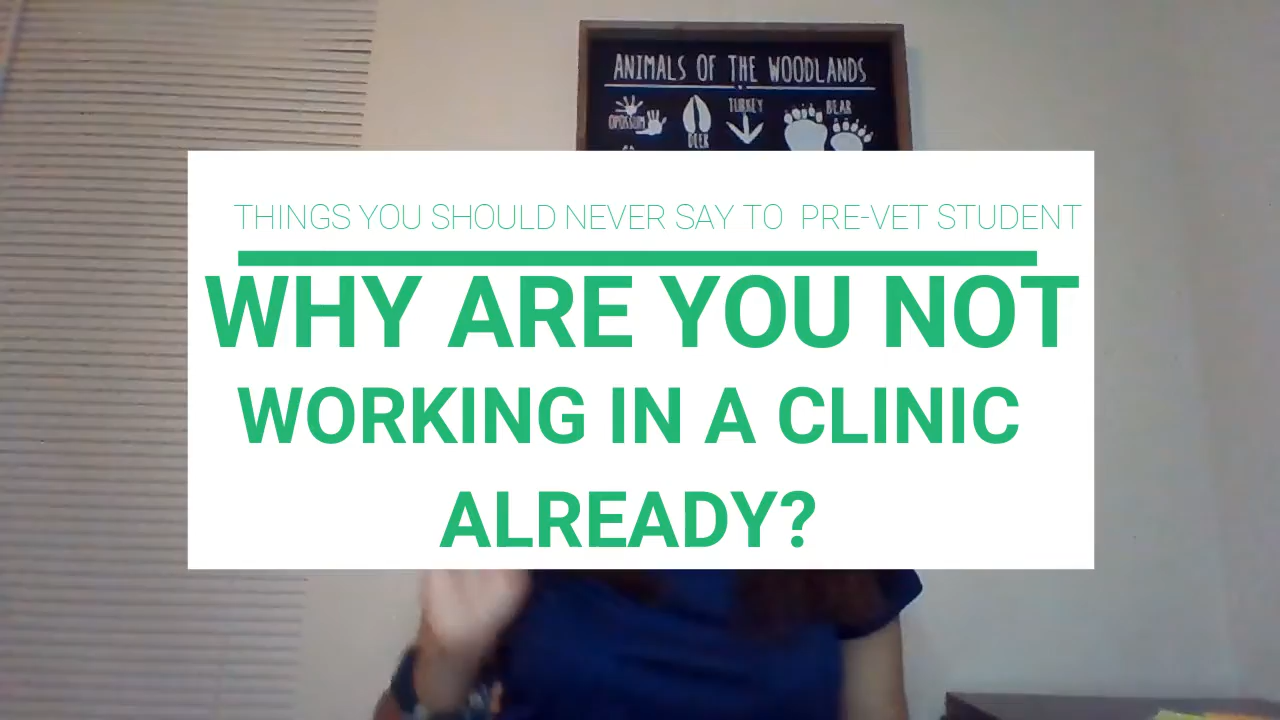 ANIMALS OF THE WOODLANDS
OPOSSUM
DEER
TURKEY
BEAR
THINGS YOU SHOULD NEVER SAY TO PRE-VET STUDENT
WHY ARE YOU NOT
WORKING IN A CLINIC
ALREADY?